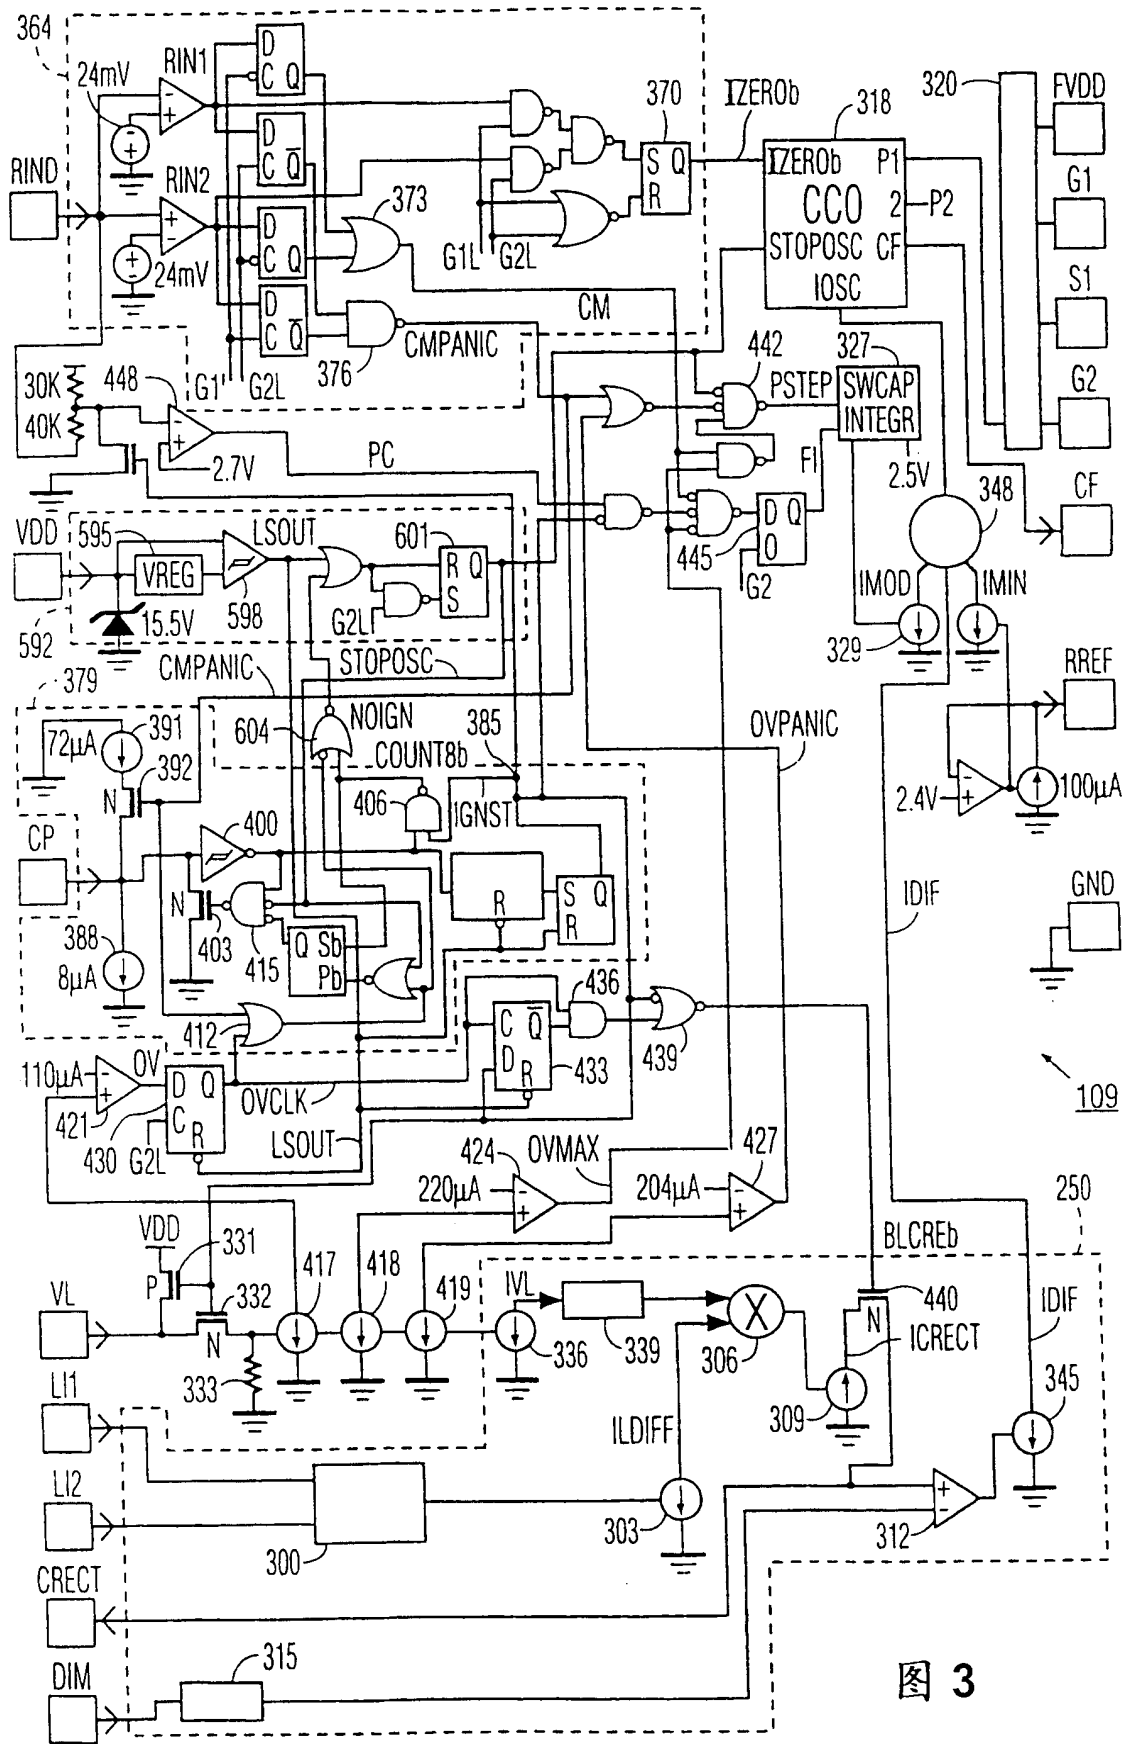 364
RIN1
24mV
RIND
RIN2
24mV
D
C Q
D
C Q̅
D
C Q
D
C Q̅
373
376
G1' G2L
G1L G2L
CM
CMPANIC
370
S Q
R
IZEROb
318
IZEROb P1
CCO
2 P2
STOPOSC CF
IOSC
320
FVDD
G1
S1
G2
CF
30K
40K
448
2.7V
PC
442
PSTEP
327
SWCAP
INTEGR
2.5V
FI
445
D Q
G2
348
IMOD
IMIN
329
VDD
595
VREG
LSOUT
598
15.5V
592
601
R Q
S
G2L
STOPOSC
CMPANIC
379
391
72µA
392
N
604
NOIGN
COUNT8b
385
406
IGNST
OVPANIC
RREF
2.4V
100µA
CP
400
N
403
415
388
8µA
Q Sb
Rb
R
S Q
R
412
436
C Q̅
D
R
433
439
IDIF
GND
109
110µA
OV
421
D Q
C
R
430
G2L
OVCLK
LSOUT
424
220µA
OVMAX
204µA
427
250
BLCREb
VDD
331
P
VL
332
N
333
417
418
419
IVL
336
339
X
306
440
N
ICRECT
309
IDIF
345
LI1
LI2
300
ILDIFF
303
312
CRECT
DIM
315
图 3